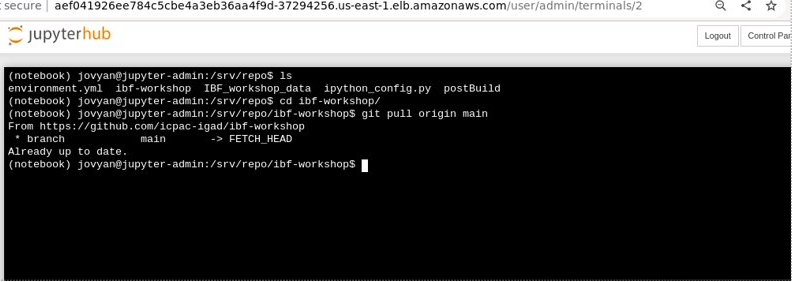 secure | aef041926ee784c5cbe4a3eb36aa4f9d-37294256.us-east-1.elb.amazonaws.com/user/admin/terminals/2
jupyterhub
Logout
Control Pan
(notebook) jovyan@jupyter-admin:/srv/repo$ ls
environment.yml  ibf-workshop  IBF_workshop_data  ipython_config.py  postBuild
(notebook) jovyan@jupyter-admin:/srv/repo$ cd ibf-workshop/
(notebook) jovyan@jupyter-admin:/srv/repo/ibf-workshop$ git pull origin main
From https://github.com/icpac-igad/ibf-workshop
 * branch            main       -> FETCH_HEAD
Already up to date.
(notebook) jovyan@jupyter-admin:/srv/repo/ibf-workshop$